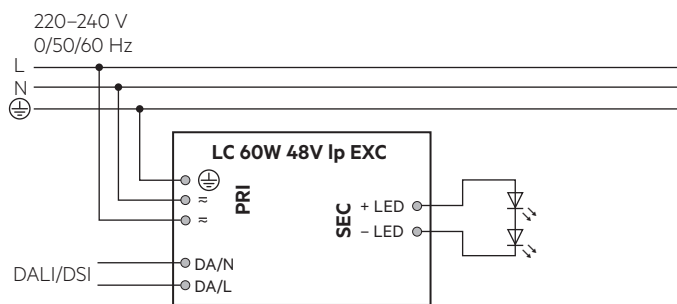 220–240 V
0/50/60 Hz
L
N
LC 60W 48V lp EXC
PRI
≂
≂
SEC
+ LED
– LED
DALI/DSI
DA/N
DA/L